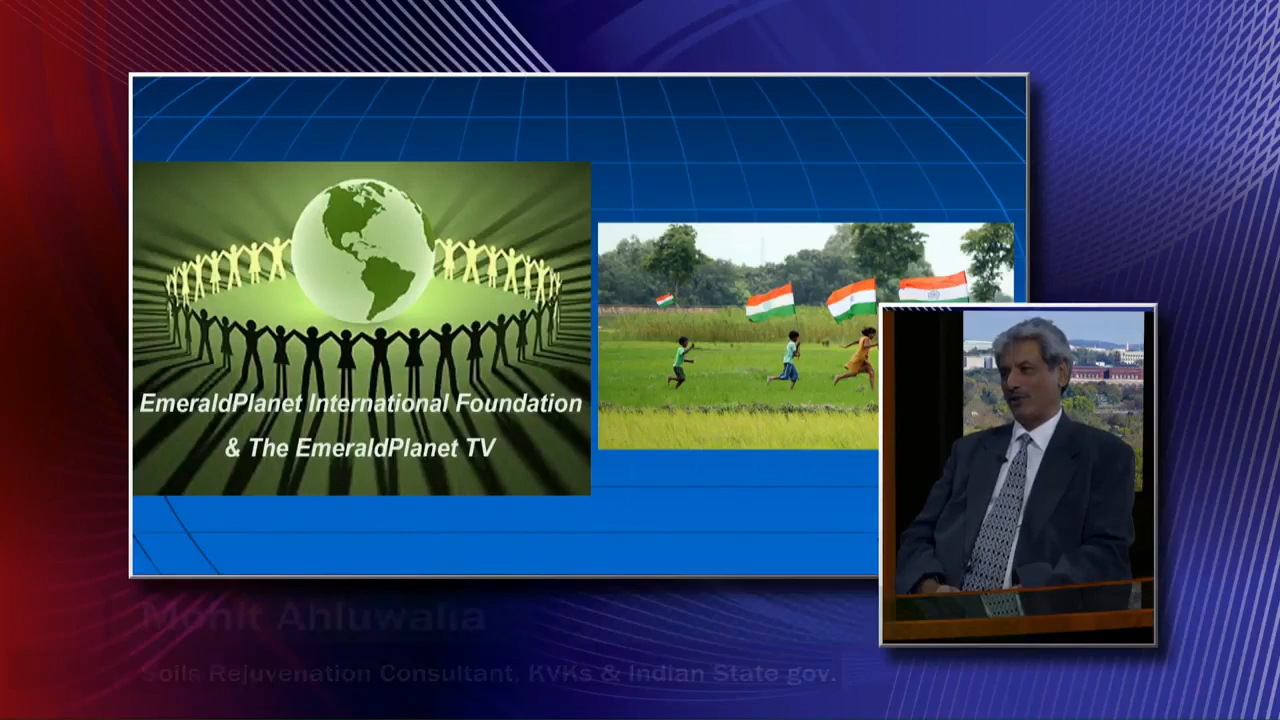 EmeraldPlanet International Foundation
& The EmeraldPlanet TV
Mohit Ahluwalia
Soils Rejuvenation Consultant, KVKs & Indian State gov.